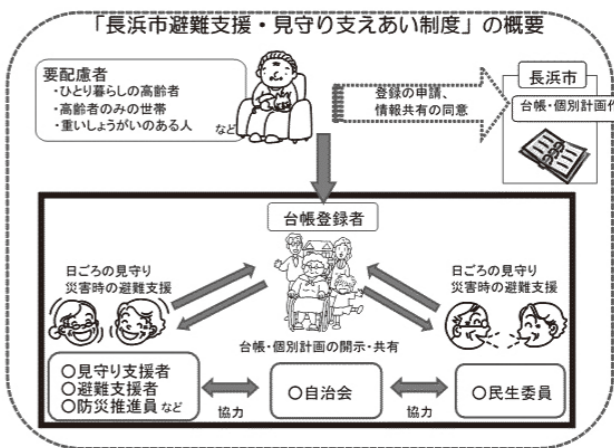 「長浜市避難支援・見守り支えあい制度」の概要
要配慮者
・ひとり暮らしの高齢者
・高齢者のみの世帯
・重いしょうがいのある人
など
登録の申請、
情報共有の同意
長浜市
台帳・個別計画作
台帳登録者
日ごろの見守り
災害時の避難支援
日ごろの見守り
災害時の避難支援
台帳・個別計画の開示・共有
○見守り支援者
○避難支援者
○防災推進員 など
協力
○自治会
協力
○民生委員